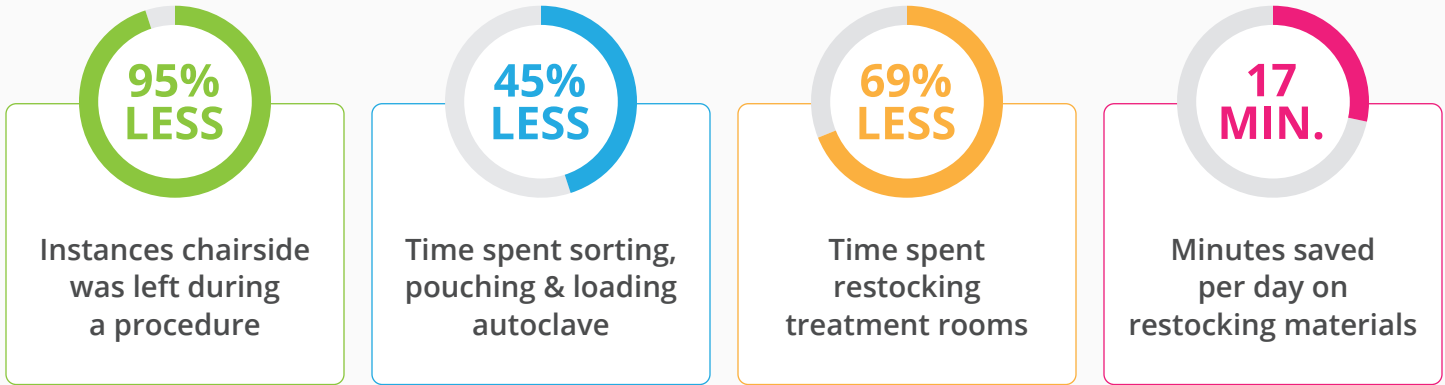 95%
LESS
Instances chairside
was left during
a procedure
45%
LESS
Time spent sorting,
pouching & loading
autoclave
69%
LESS
Time spent
restocking
treatment rooms
17
MIN.
Minutes saved
per day on
restocking materials